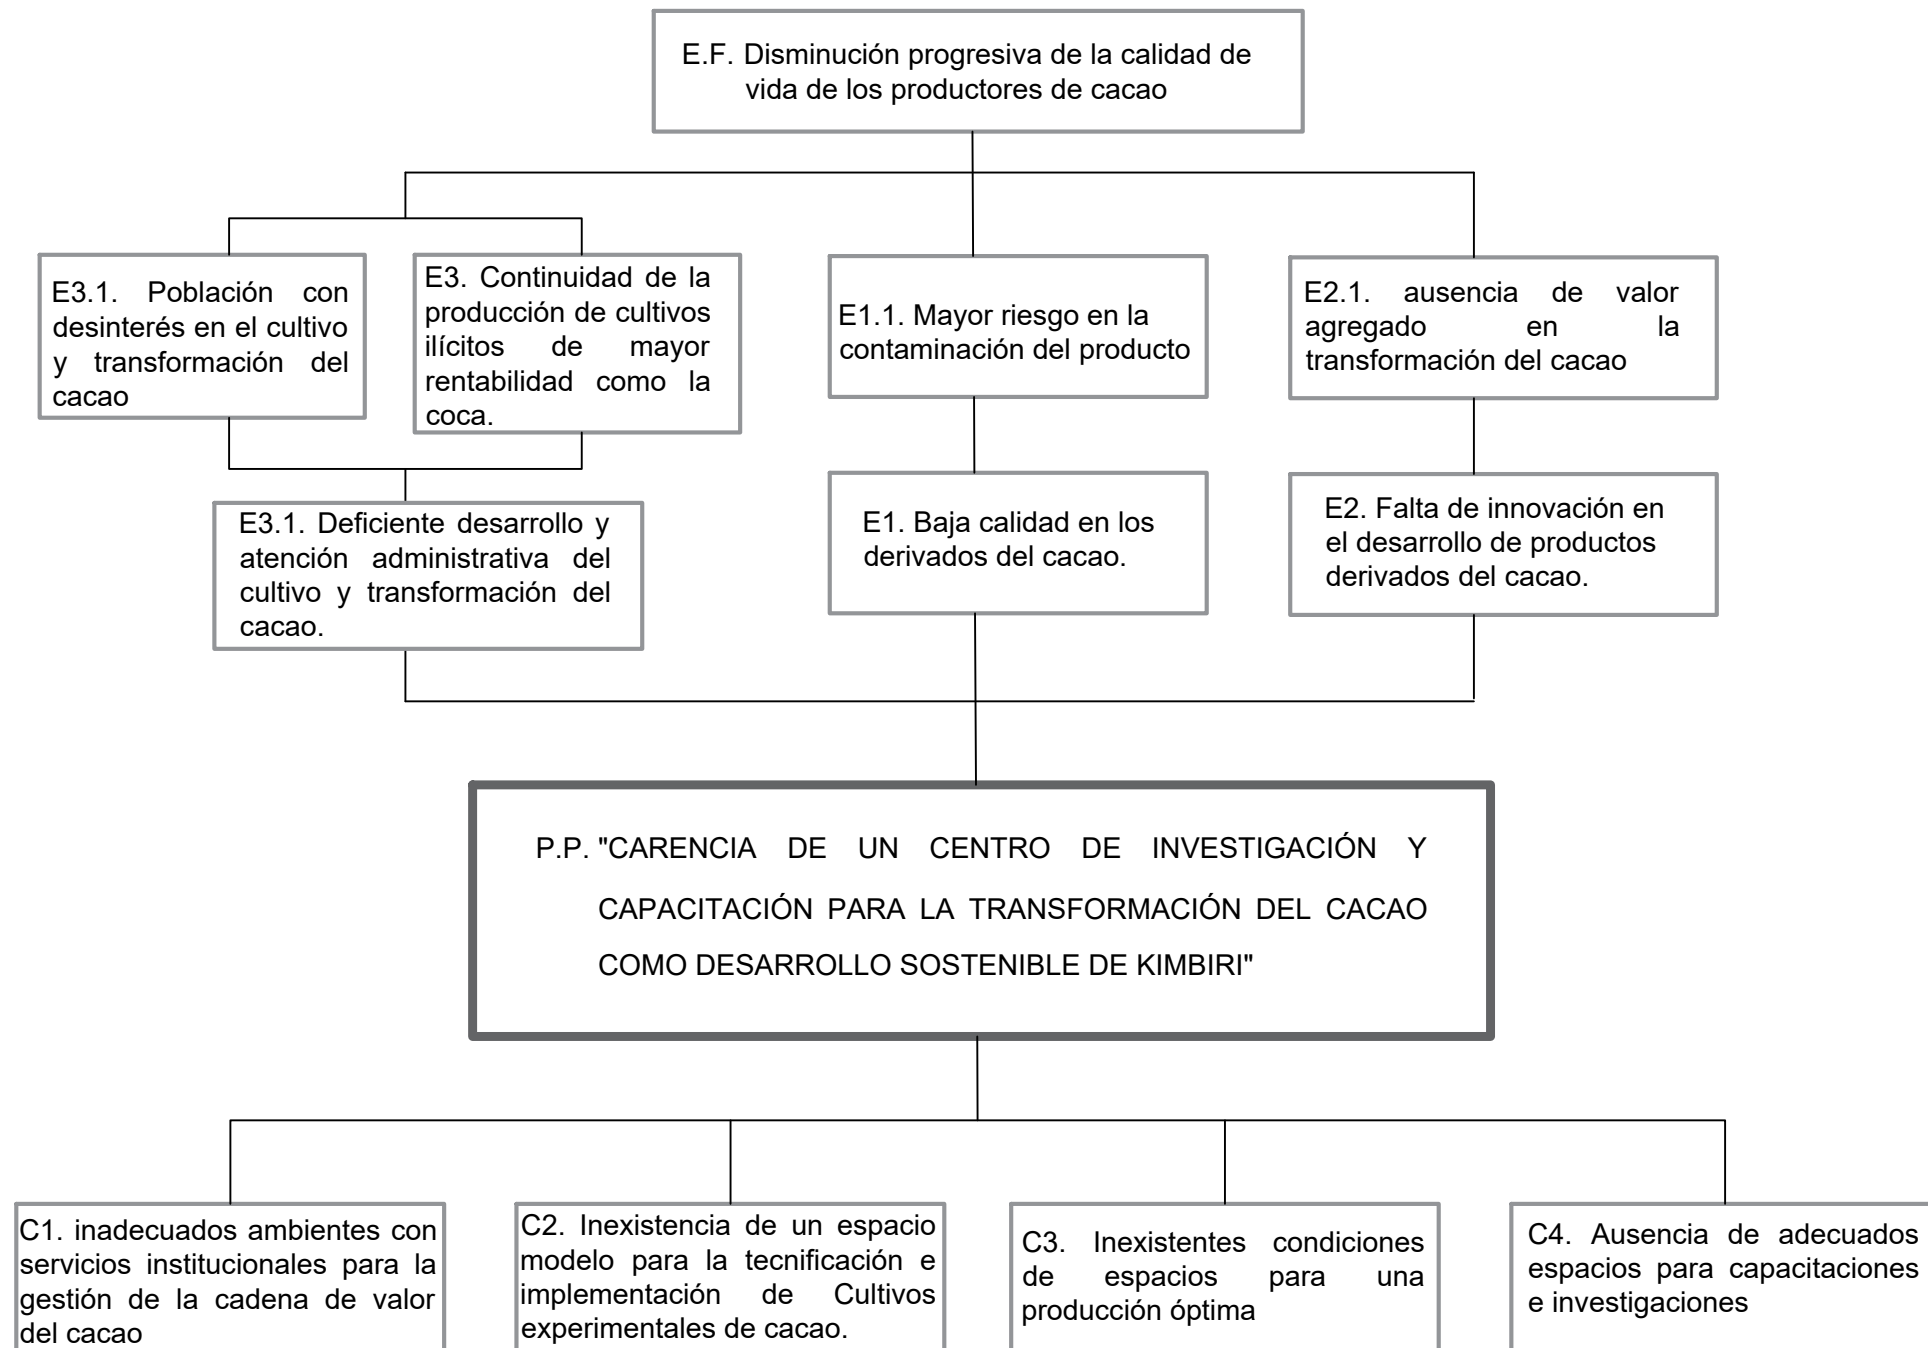 E.F. Disminución progresiva de la calidad de
vida de los productores de cacao
E3.1. Población con
desinterés en el cultivo
y transformación del
cacao
E3. Continuidad de la
producción de cultivos
ilícitos de mayor
rentabilidad como la
coca.
E1.1. Mayor riesgo en la
contaminación del producto
E2.1. ausencia de valor
agregado en la
transformación del cacao
E3.1. Deficiente desarrollo y
atención administrativa del
cultivo y transformación del
cacao.
E1. Baja calidad en los
derivados del cacao.
E2. Falta de innovación en
el desarrollo de productos
derivados del cacao.
P.P. "CARENCIA DE UN CENTRO DE INVESTIGACIÓN Y
CAPACITACIÓN PARA LA TRANSFORMACIÓN DEL CACAO
COMO DESARROLLO SOSTENIBLE DE KIMBIRI"
C1. inadecuados ambientes con
servicios institucionales para la
gestión de la cadena de valor
del cacao
C2. Inexistencia de un espacio
modelo para la tecnificación e
implementación de Cultivos
experimentales de cacao.
C3. Inexistentes condiciones
de espacios para una
producción óptima
C4. Ausencia de adecuados
espacios para capacitaciones
e investigaciones